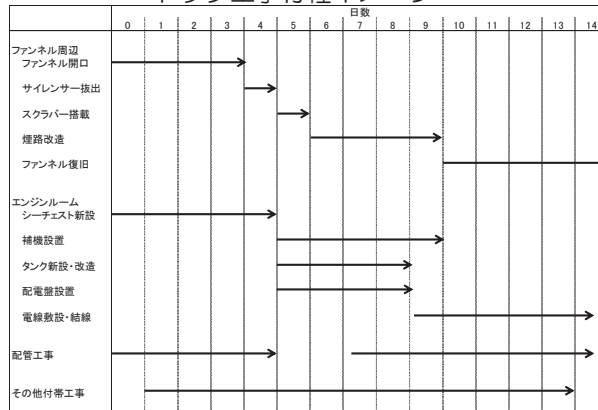 日数
0 1 2 3 4 5 6 7 8 9 10 11 12 13 14
ファンネル周辺
ファンネル開口
サイレンサー抜出
スクラバー搭載
煙路改造
ファンネル復旧
エンジンルーム
シーチェスト新設
補機設置
タンク新設・改造
配電盤設置
電線敷設・結線
配管工事
その他付帯工事